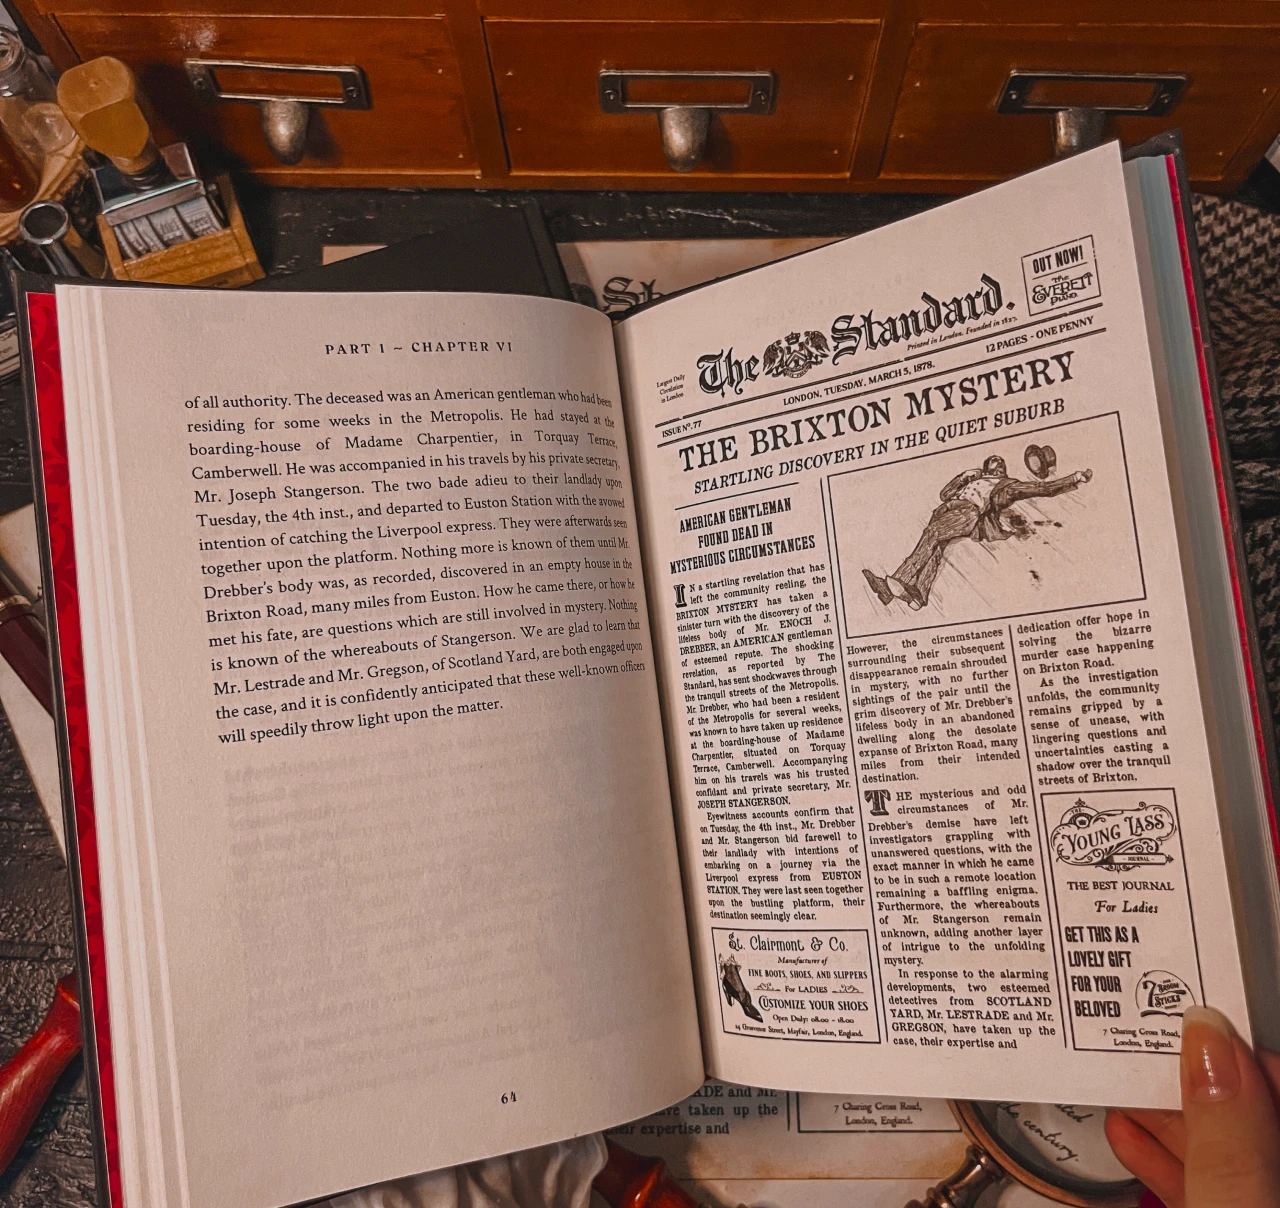 PART 1 ~ CHAPTER VI
of all authority. The deceased was an American gentleman who had been
residing for some weeks in the Metropolis. He had stayed at the
boarding-house of Madame Charpentier, in Torquay Terrace,
Camberwell. He was accompanied in his travels by his private secretary,
Mr. Joseph Stangerson. The two bade adieu to their landlady upon
Tuesday, the 4th inst., and departed to Euston Station with the avowed
intention of catching the Liverpool express. They were afterwards seen
together upon the platform. Nothing more is known of them until Mr.
Drebber's body was, as recorded, discovered in an empty house in the
Brixton Road, many miles from Euston. How he came there, or how he
met his fate, are questions which are still involved in mystery. Nothing
is known of the whereabouts of Stangerson. We are glad to learn that
Mr. Lestrade and Mr. Gregson, of Scotland Yard, are both engaged upon
the case, and it is confidently anticipated that these well-known officers
will speedily throw light upon the matter.
64
Largest Daily
Circulation
in London
The Standard.
Printed in London. Founded in 1827.
OUT NOW!
The
EVERETT
PIANO
ISSUE Nº. 77
LONDON, TUESDAY, MARCH 5, 1878.
12 PAGES - ONE PENNY
THE BRIXTON MYSTERY
STARTLING DISCOVERY IN THE QUIET SUBURB
AMERICAN GENTLEMAN
FOUND DEAD IN
MYSTERIOUS CIRCUMSTANCES
IN a startling revelation that has
left the community reeling, the
BRIXTON MYSTERY has taken a
sinister turn with the discovery of the
lifeless body of Mr. ENOCH J.
DREBBER, an AMERICAN gentleman
of esteemed repute. The shocking
revelation, as reported by The
Standard, has sent shockwaves through
the tranquil streets of the Metropolis.
Mr. Drebber, who had been a resident
of the Metropolis for several weeks,
was known to have taken up residence
at the boarding-house of Madame
Charpentier, situated on Torquay
Terrace, Camberwell. Accompanying
him on his travels was his trusted
confidant and private secretary, Mr.
JOSEPH STANGERSON.
Eyewitness accounts confirm that
on Tuesday, the 4th inst., Mr. Drebber
and Mr. Stangerson bid farewell to
their landlady with intentions of
embarking on a journey via the
Liverpool express from EUSTON
STATION. They were last seen together
upon the bustling platform, their
destination seemingly clear.
St. Clairmont & Co.
Manufacturer of
FINE BOOTS, SHOES, AND SLIPPERS
For LADIES
CUSTOMIZE YOUR SHOES
Open Daily: 08.00 - 18.00
14 Grosvenor Street, Mayfair, London, England.
However, the circumstances
surrounding their subsequent
disappearance remain shrouded
in mystery, with no further
sightings of the pair until the
grim discovery of Mr. Drebber's
lifeless body in an abandoned
dwelling along the desolate
expanse of Brixton Road, many
miles from their intended
destination.
THE mysterious and odd
circumstances of Mr.
Drebber's demise have left
investigators grappling with
unanswered questions, with the
exact manner in which he came
to be in such a remote location
remaining a baffling enigma.
Furthermore, the whereabouts
of Mr. Stangerson remain
unknown, adding another layer
of intrigue to the unfolding
mystery.
In response to the alarming
developments, two esteemed
detectives from SCOTLAND
YARD, Mr. LESTRADE and Mr.
GREGSON, have taken up the
case, their expertise and
dedication offer hope in
solving the bizarre
murder case happening
on Brixton Road.
As the investigation
unfolds, the community
remains gripped by a
sense of unease, with
lingering questions and
uncertainties casting a
shadow over the tranquil
streets of Brixton.
THE
YOUNG LASS
JOURNAL
THE BEST JOURNAL
For Ladies
GET THIS AS A
LOVELY GIFT
FOR YOUR
BELOVED
7 BROOM
STICKS
7 Charing Cross Road,
London, England.
St
ADE and Mr.
ve taken up the
eir expertise and
7 Charing Cross Road,
London, England.
the century.